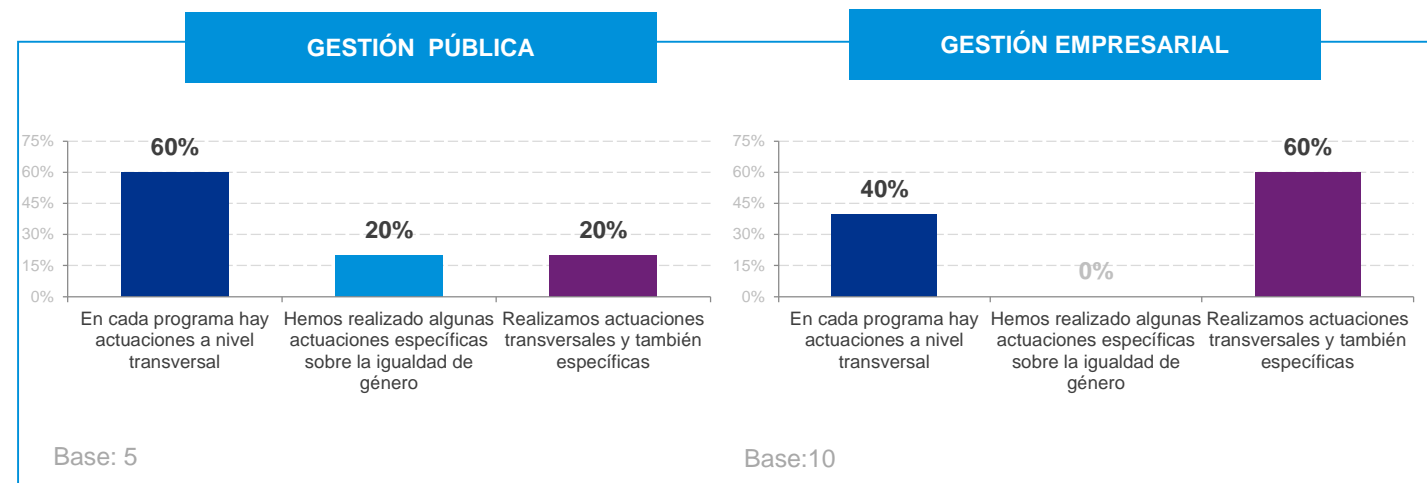 GESTIÓN PÚBLICA
75%
60%
45%
30%
15%
0%
60%
20%
20%
En cada programa hay
actuaciones a nivel
transversal
Hemos realizado algunas
actuaciones específicas
sobre la igualdad de
género
Realizamos actuaciones
transversales y también
específicas
Base: 5
GESTIÓN EMPRESARIAL
75%
60%
45%
30%
15%
0%
40%
0%
60%
En cada programa hay
actuaciones a nivel
transversal
Hemos realizado algunas
actuaciones específicas
sobre la igualdad de
género
Realizamos actuaciones
transversales y también
específicas
Base:10